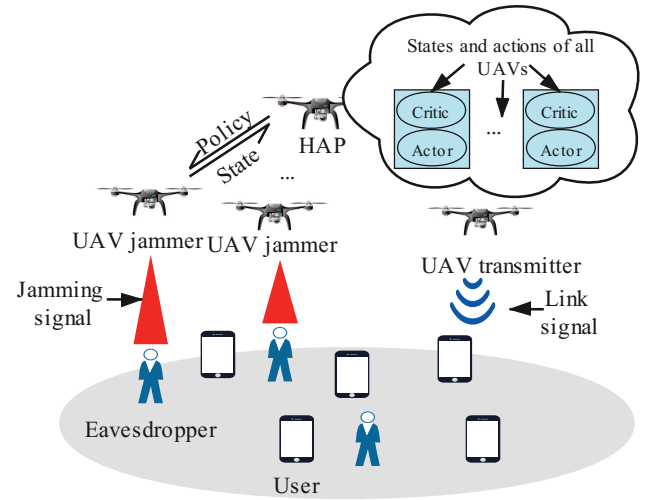 States and actions of all
UAVs
Critic
...
Critic
Actor
Actor
HAP
Policy
State
...
UAV jammer
UAV jammer
UAV transmitter
Jamming
signal
Link
signal
Eavesdropper
User